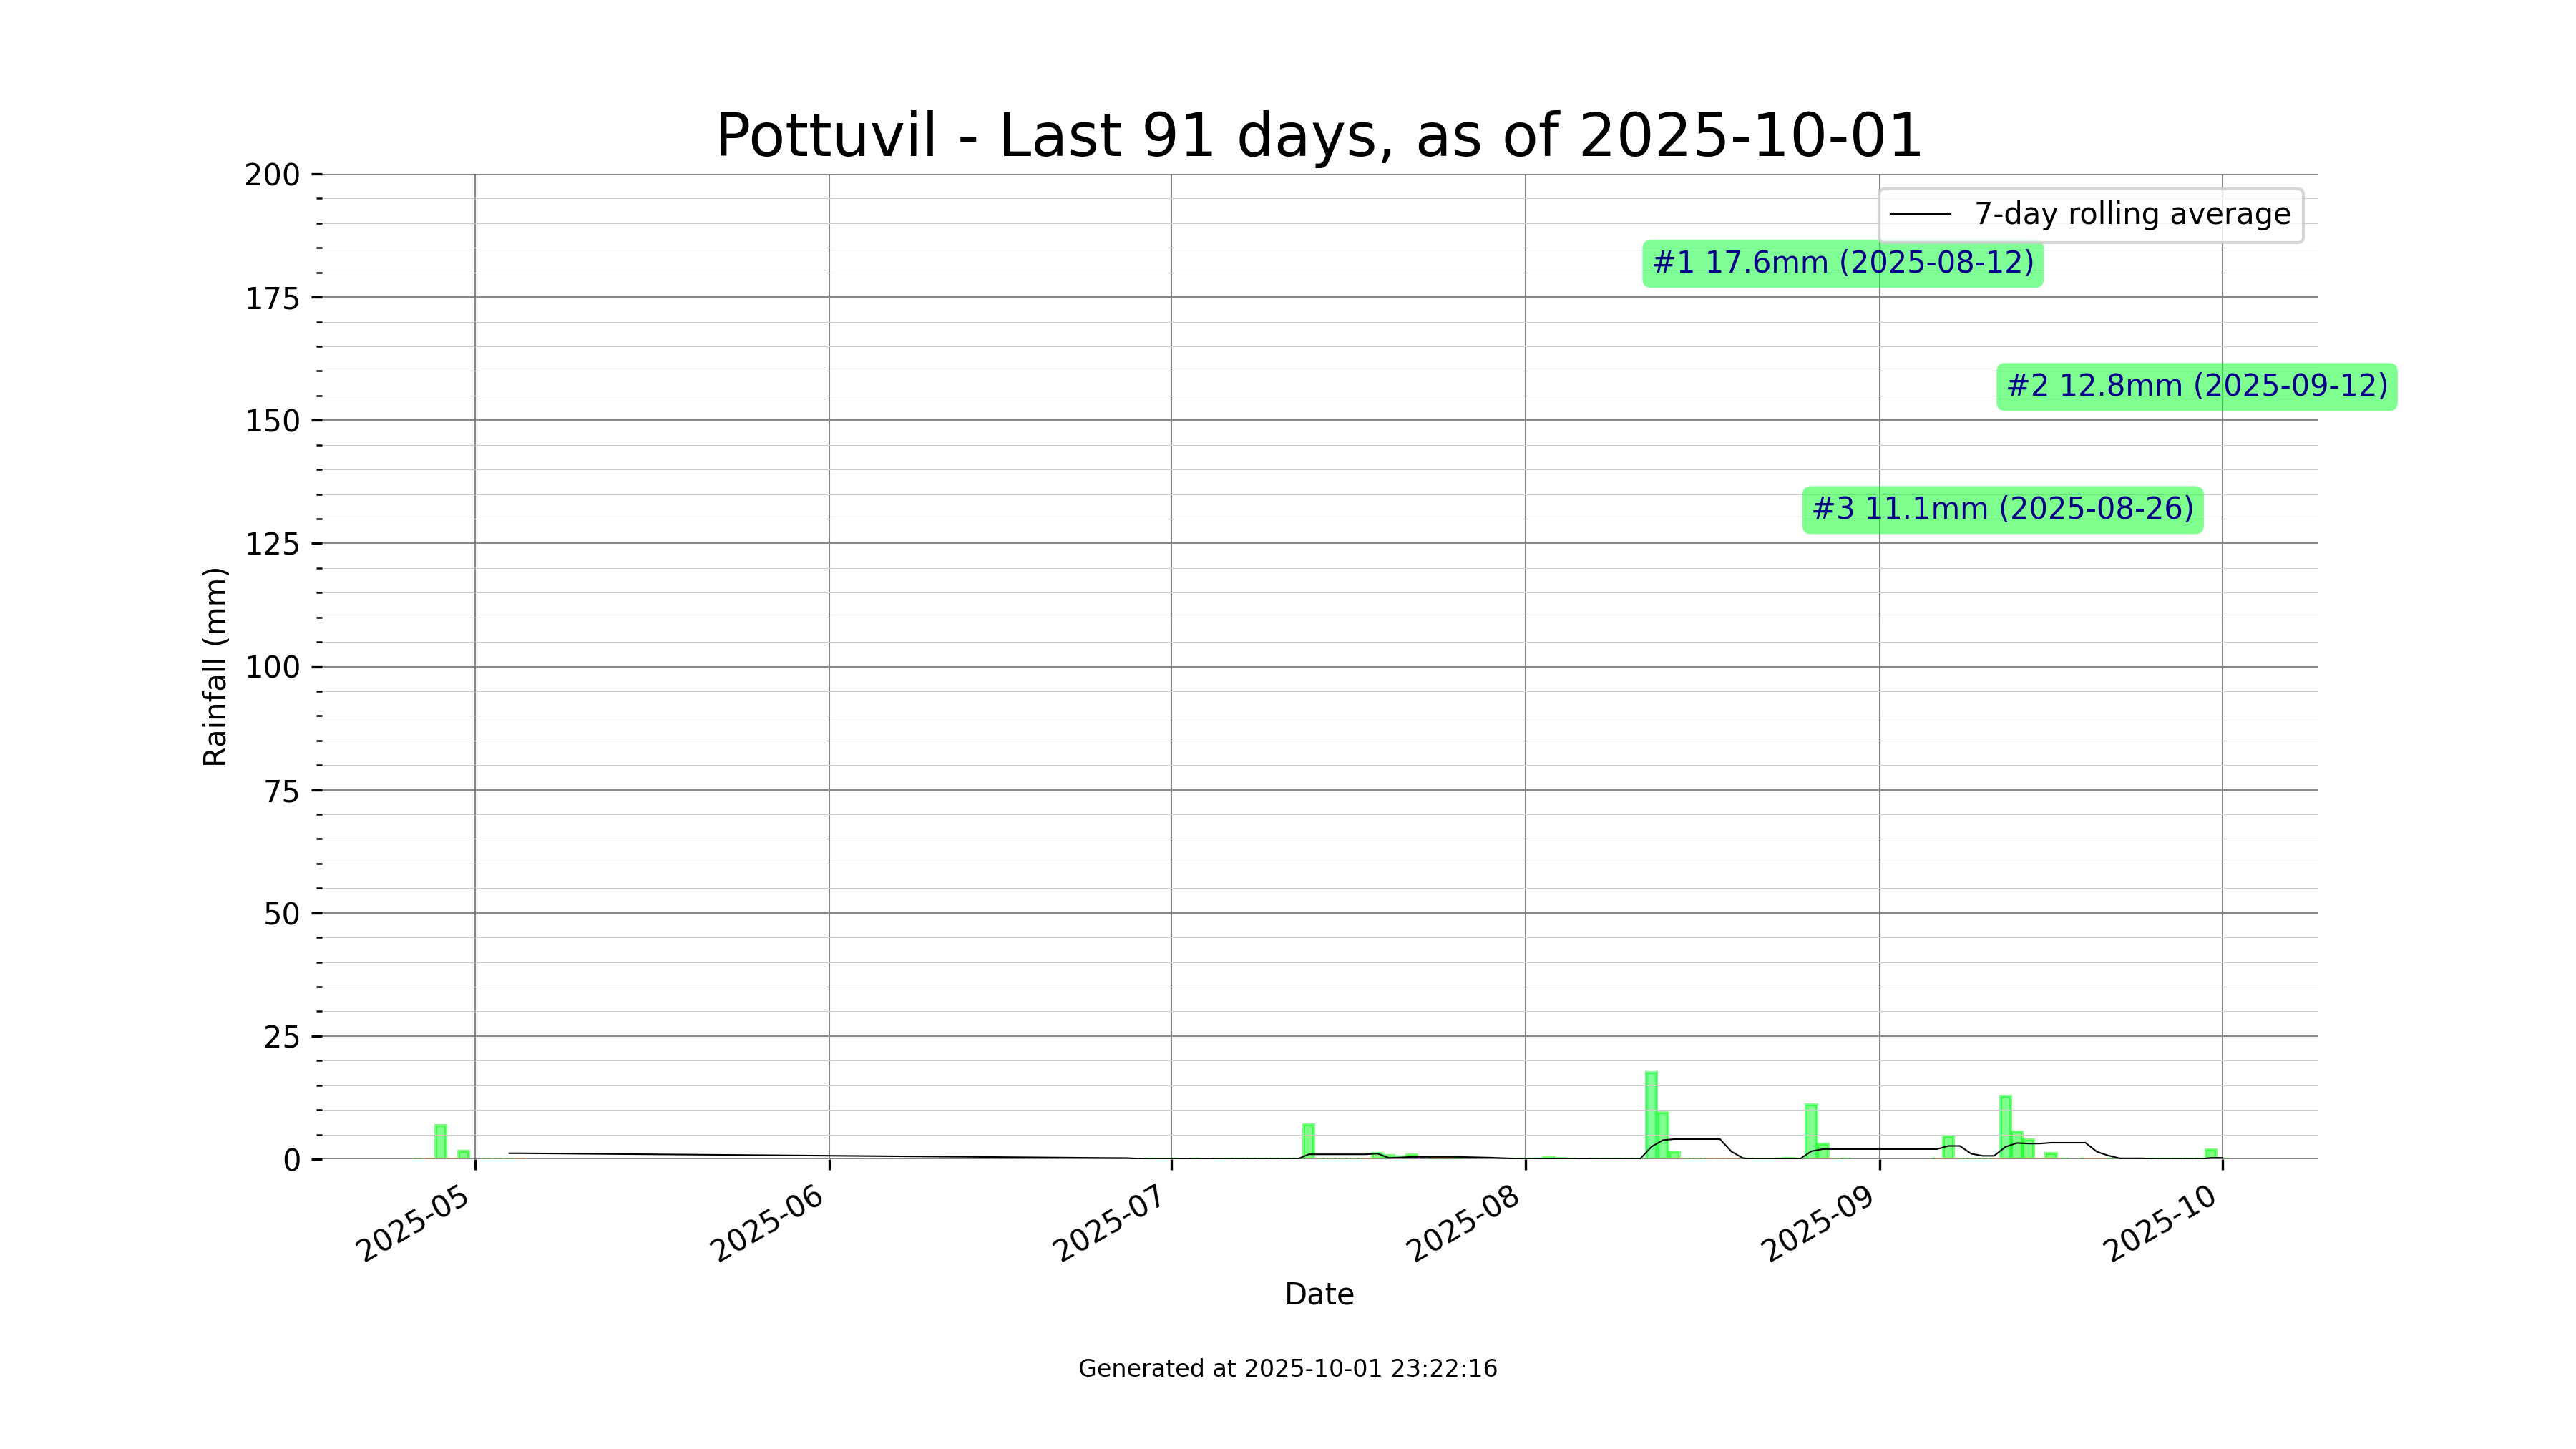 Pottuvil - Last 91 days, as of 2025-10-01
7-day rolling average
#1 17.6mm (2025-08-12)
#2 12.8mm (2025-09-12)
#3 11.1mm (2025-08-26)
Rainfall (mm)
200
175
150
125
100
75
50
25
0
2025-05
2025-06
2025-07
2025-08
2025-09
2025-10
Date
Generated at 2025-10-01 23:22:16